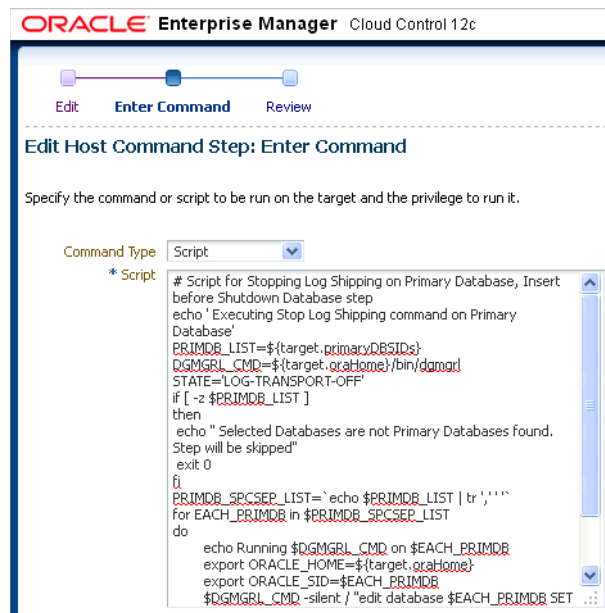 ORACLE Enterprise Manager Cloud Control 12c
Edit Enter Command Review
Edit Host Command Step: Enter Command
Specify the command or script to be run on the target and the privilege to run it.
Command Type Script
* Script
# Script for Stopping Log Shipping on Primary Database, Insert
before Shutdown Database step
echo ' Executing Stop Log Shipping command on Primary
Database'
PRIMDB_LIST=${target.primaryDBSIDs}
DGMGRL_CMD=${target.oraHome}/bin/dgmgrl
STATE='LOG-TRANSPORT-OFF'
if [ -z $PRIMDB_LIST ]
then
echo " Selected Databases are not Primary Databases found.
Step will be skipped"
exit 0
fi
PRIMDB_SPCSEP_LIST=`echo $PRIMDB_LIST | tr ',' ' '`
for EACH_PRIMDB in $PRIMDB_SPCSEP_LIST
do
echo Running $DGMGRL_CMD on $EACH_PRIMDB
export ORACLE_HOME=${target.oraHome}
export ORACLE_SID=$EACH_PRIMDB
$DGMGRL_CMD -silent / "edit database $EACH_PRIMDB SET